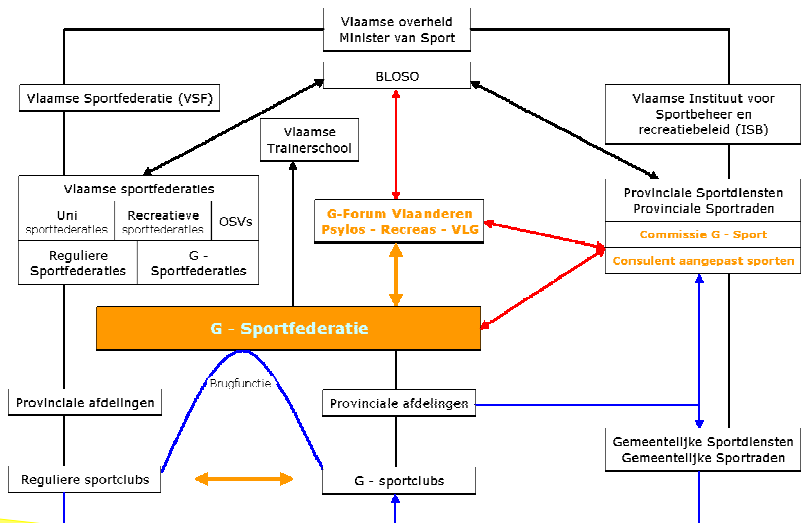 Vlaamse overheid
Minister van Sport
BLOSO
Vlaamse Sportfederatie (VSF)
Vlaamse Instituut voor
Sportbeheer en
recreatiebeleid (ISB)
Vlaamse
Trainerschool
Vlaamse sportfederaties
Uni
sportfederaties
Recreatieve
sportfederaties
OSVs
Reguliere
Sportfederaties
G -
Sportfederaties
G-Forum Vlaanderen
Psylos - Recreas - VLG
Provinciale Sportdiensten
Provinciale Sportraden
Commissie G - Sport
Consulent aangepast sporten
G - Sportfederatie
Brugfunctie
Provinciale afdelingen
Provinciale afdelingen
Gemeentelijke Sportdiensten
Gemeentelijke Sportraden
Reguliere sportclubs
G - sportclubs